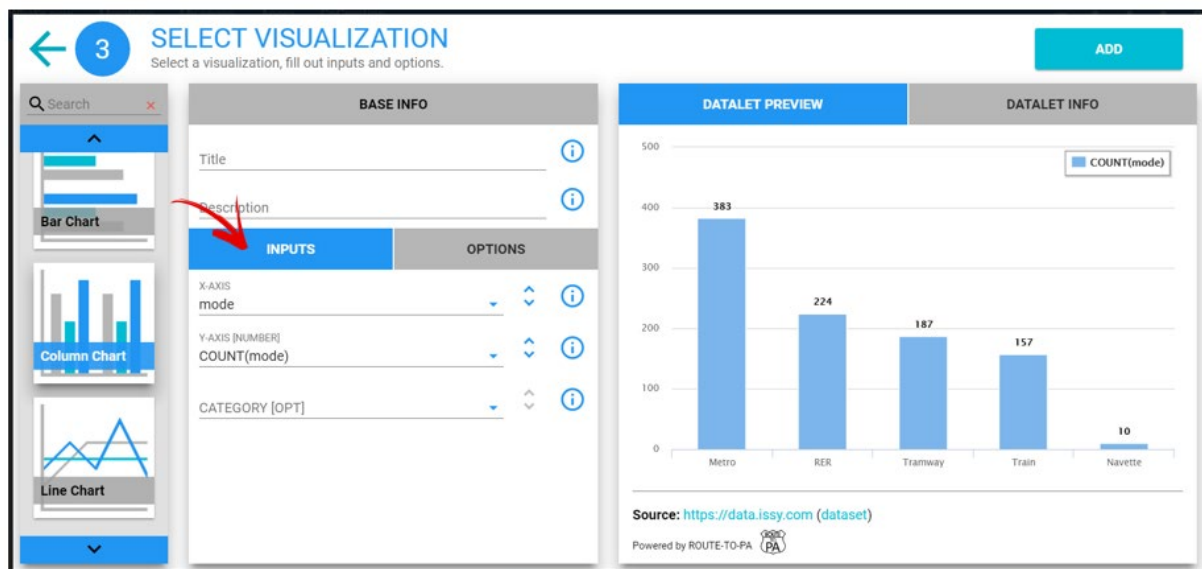 3
SELECT VISUALIZATION
Select a visualization, fill out inputs and options.
ADD
Search
Bar Chart
Column Chart
Line Chart
BASE INFO
Title
Description
INPUTS
OPTIONS
X-AXIS
mode
Y-AXIS [NUMBER]
COUNT(mode)
CATEGORY [OPT]
DATALET PREVIEW
DATALET INFO
COUNT(mode)
500
400
300
200
100
0
383
224
187
157
10
Metro
RER
Tramway
Train
Navette
Source: https://data.issy.com (dataset)
Powered by ROUTE-TO-PA
PA